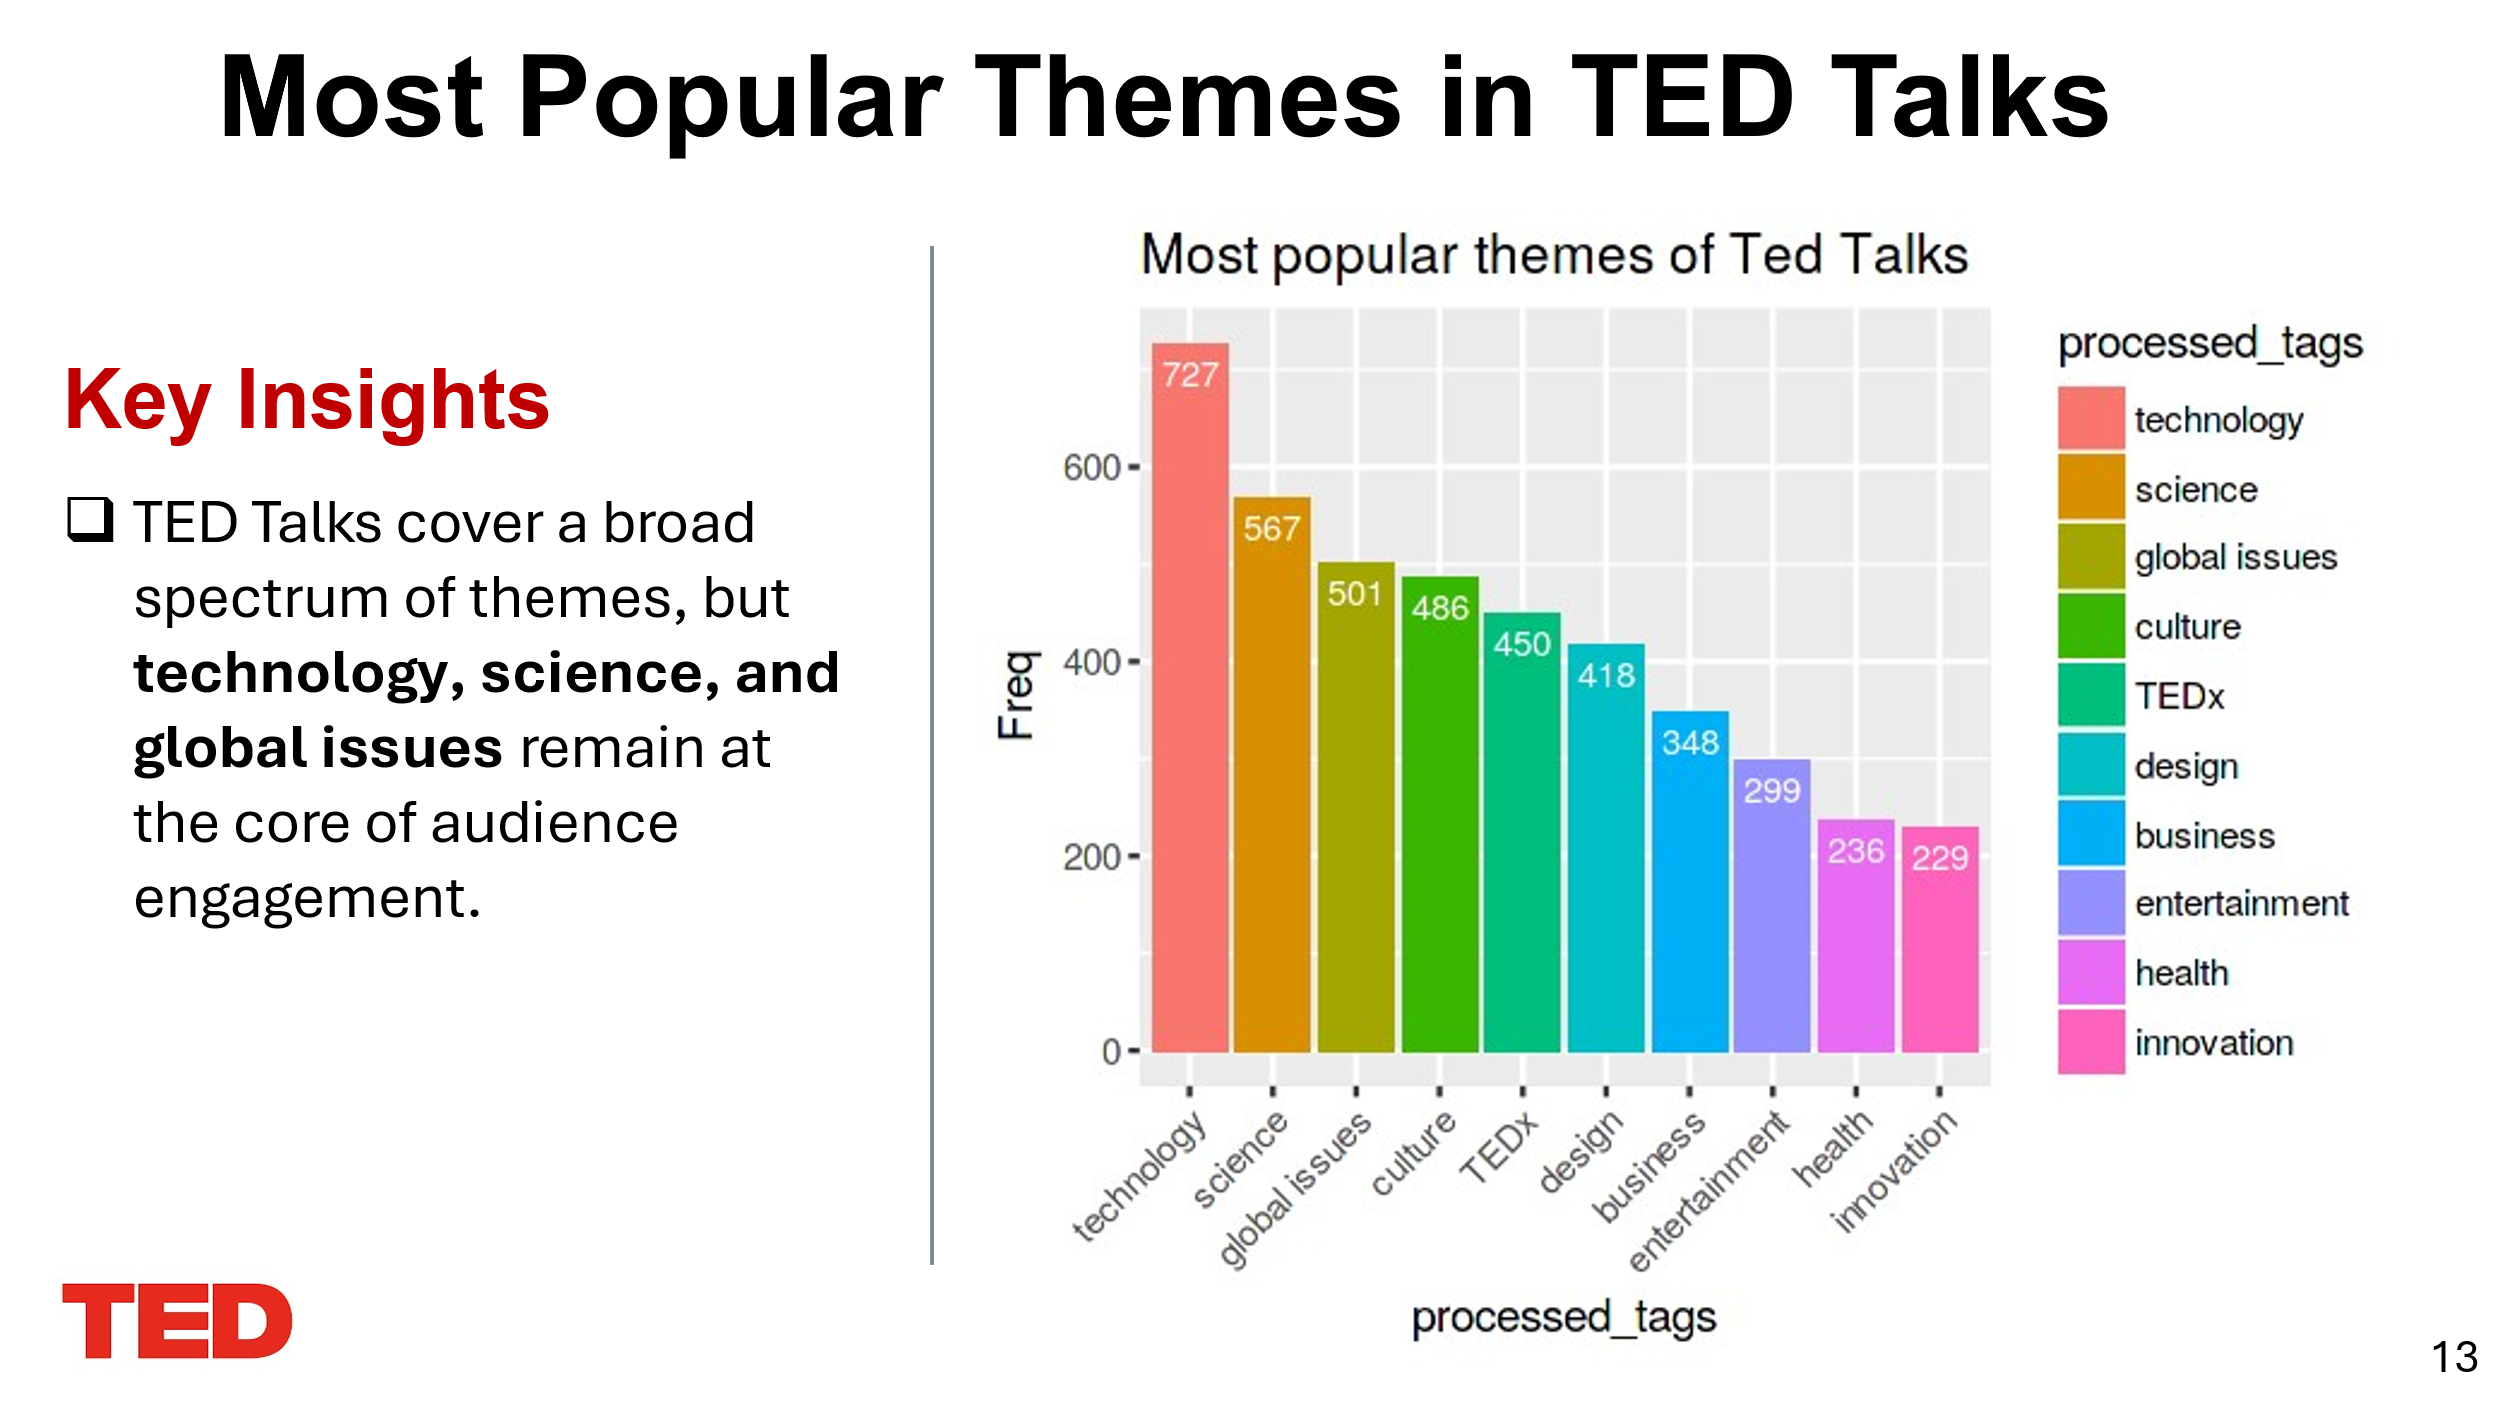 Most Popular Themes in TED Talks
Key Insights
TED Talks cover a broad
spectrum of themes, but
technology, science, and
global issues remain at
the core of audience
engagement.
TED
Most popular themes of Ted Talks
Freq
600
400
200
0
727
567
501
486
450
418
348
299
236
229
technology
science
global issues
culture
TEDx
design
business
entertainment
health
innovation
processed_tags
processed_tags
technology
science
global issues
culture
TEDx
design
business
entertainment
health
innovation
13